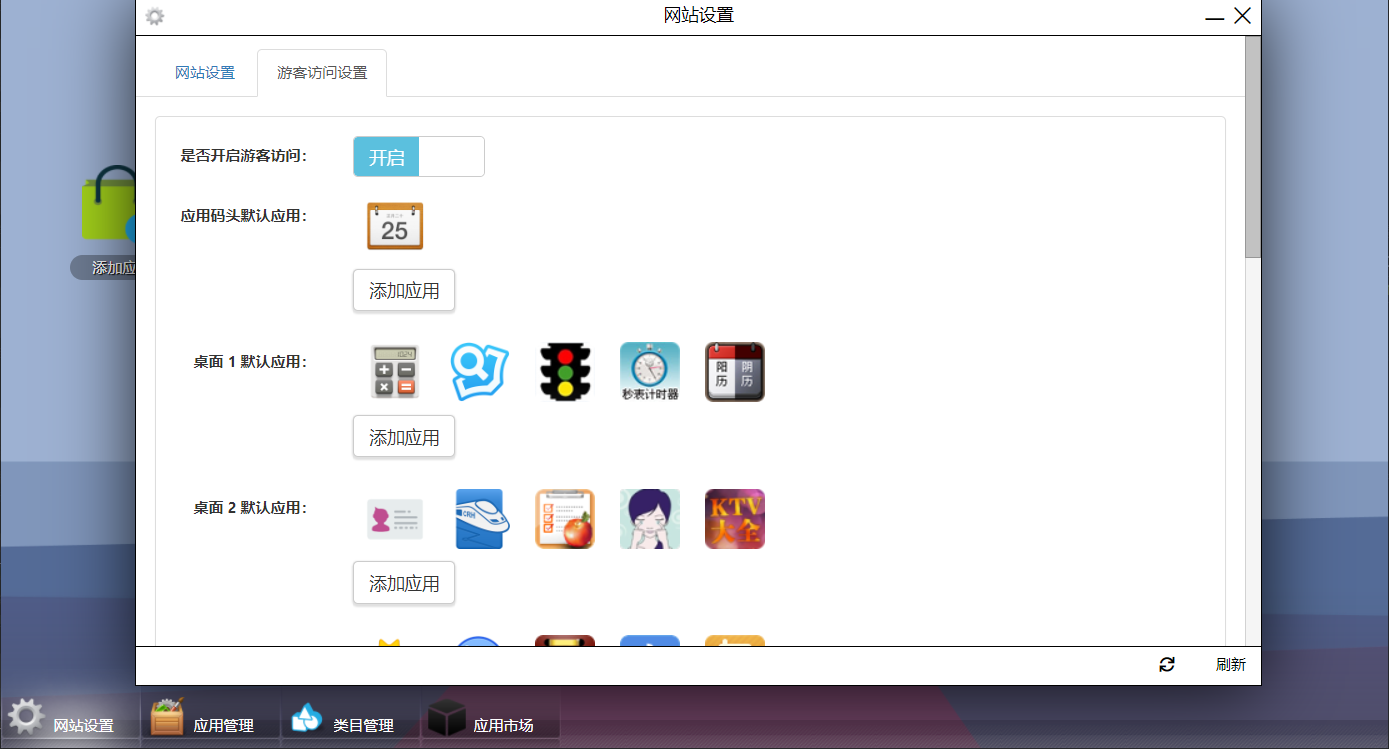 网站设置
网站设置
游客访问设置
是否开启游客访问：
开启
应用码头默认应用：
25
添加应用
添加应
桌面 1 默认应用：
1024
秒表计时器
阳历
阴历
添加应用
桌面 2 默认应用：
CRH
KTV
大全
添加应用
刷新
网站设置
应用管理
类目管理
应用市场